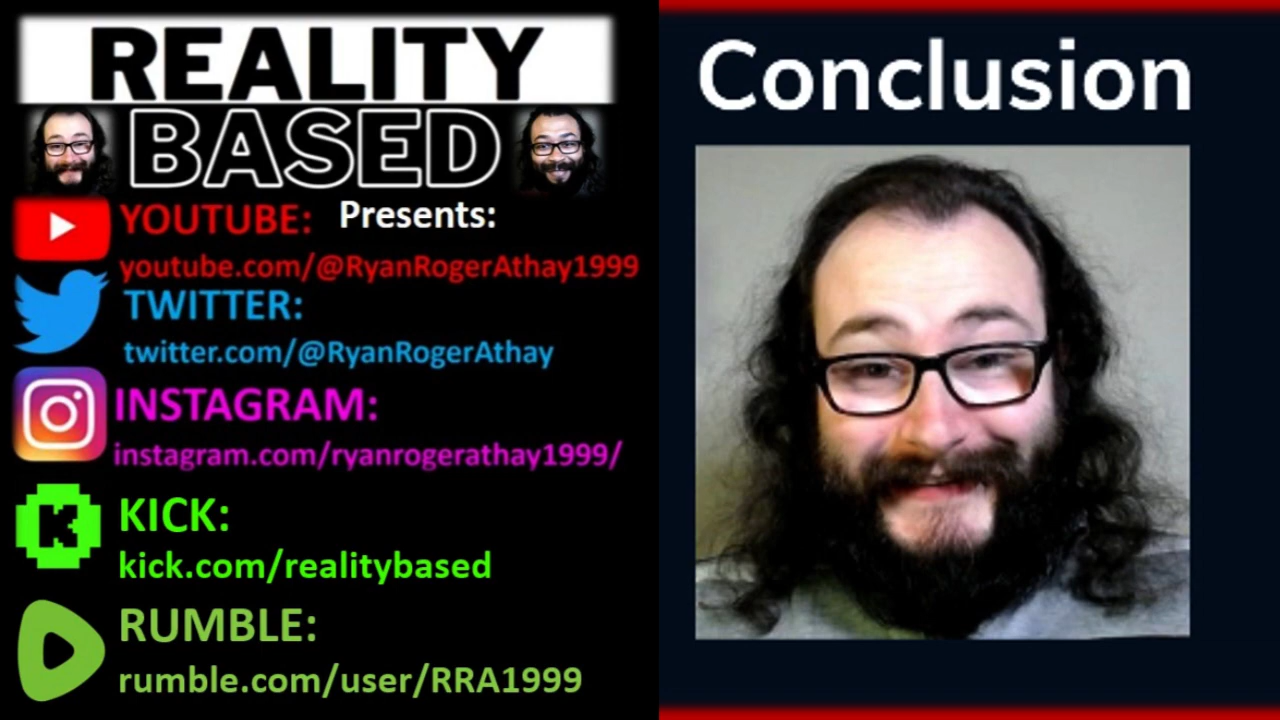 REALITY
BASED
Presents:
YOUTUBE:
youtube.com/@RyanRogerAthay1999
TWITTER:
twitter.com/@RyanRogerAthay
INSTAGRAM:
instagram.com/ryanrogerathay1999/
K
KICK:
kick.com/realitybased
RUMBLE:
rumble.com/user/RRA1999
Conclusion